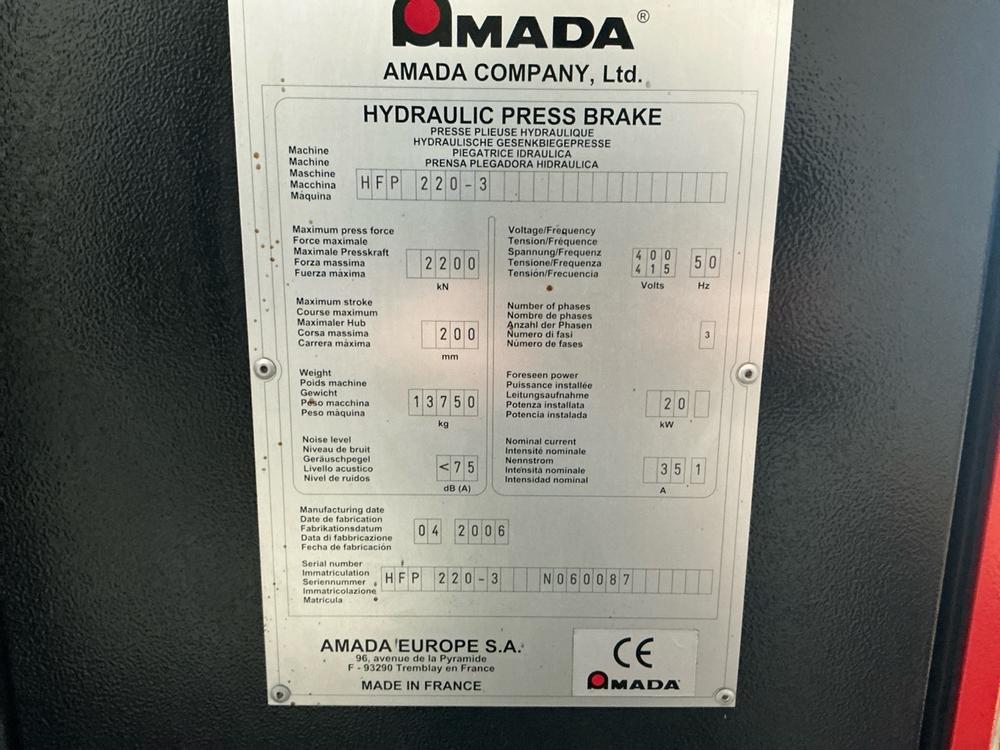 AMADA®
AMADA COMPANY, Ltd.
HYDRAULIC PRESS BRAKE
PRESSE PLIEUSE HYDRAULIQUE
HYDRAULISCHE GESENKBIEGEPRESSE
PIEGATRICE IDRAULICA
PRENSA PLEGADORA HIDRAULICA
Machine
Machine
Maschine
Macchina
Máquina
HFP 220-3
Maximum press force
Force maximale
Maximale Presskraft
Forza massima
Fuerza máxima
2200
kN
Maximum stroke
Course maximum
Maximaler Hub
Corsa massima
Carrera máxima
200
mm
Weight
Poids machine
Gewicht
Peso macchina
Peso máquina
13750
kg
Noise level
Niveau de bruit
Geräuschpegel
Livello acustico
Nivel de ruidos
<75
dB (A)
Voltage/Frequency
Tension/Fréquence
Spannung/Frequenz
Tensione/Frequenza
Tensión/Frecuencia
400
415
Volts
50
Hz
Number of phases
Nombre de phases
Anzahl der Phasen
Numero di fasi
Número de fases
3
Foreseen power
Puissance installée
Leitungsaufnahme
Potenza installata
Potencia instalada
20
kW
Nominal current
Intensité nominale
Nennstrom
Intensità nominale
Intensidad nominal
35 1
A
Manufacturing date
Date de fabrication
Fabrikationsdatum
Data di fabbricazione
Fecha de fabricación
04 2006
Serial number
Immatriculation
Seriennummer
Immatricolazione
Matrícula
HFP 220-3 N060087
AMADA EUROPE S.A.
96, avenue de la Pyramide
F - 93290 Tremblay en France
MADE IN FRANCE
CE
AMADA